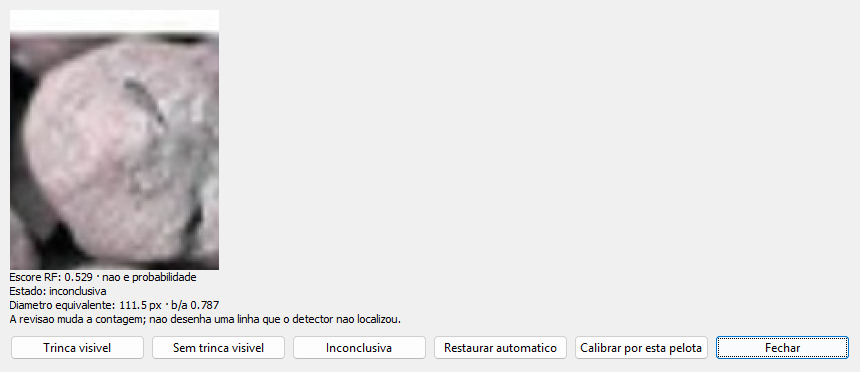 Escore RF: 0.529 · nao e probabilidade
Estado: inconclusiva
Diametro equivalente: 111.5 px · b/a 0.787
A revisao muda a contagem; nao desenha uma linha que o detector nao localizou.
Trinca visivel
Sem trinca visivel
Inconclusiva
Restaurar automatico
Calibrar por esta pelota
Fechar